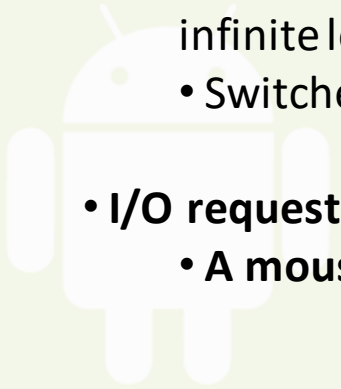 infinite
• Switche
• I/O request
• A mous